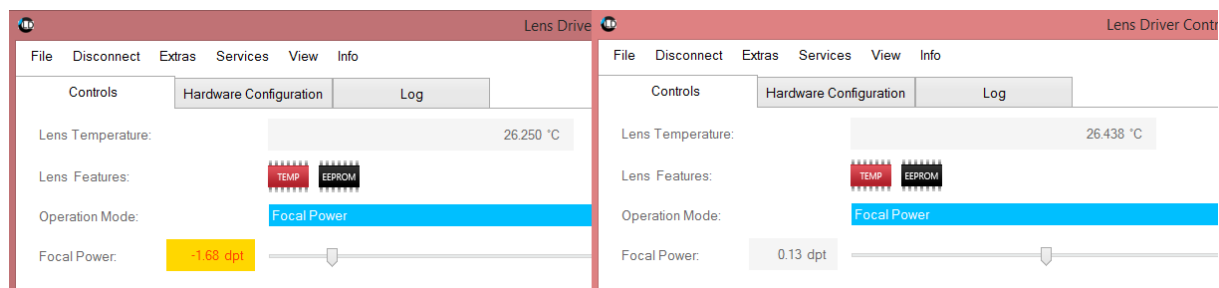 Lens Drive
File Disconnect Extras Services View Info
Controls Hardware Configuration Log
Lens Temperature: 26.250 °C
Lens Features: TEMP EEPROM
Operation Mode: Focal Power
Focal Power: -1.68 dpt
Lens Driver Contr
File Disconnect Extras Services View Info
Controls Hardware Configuration Log
Lens Temperature: 26.438 °C
Lens Features: TEMP EEPROM
Operation Mode: Focal Power
Focal Power: 0.13 dpt